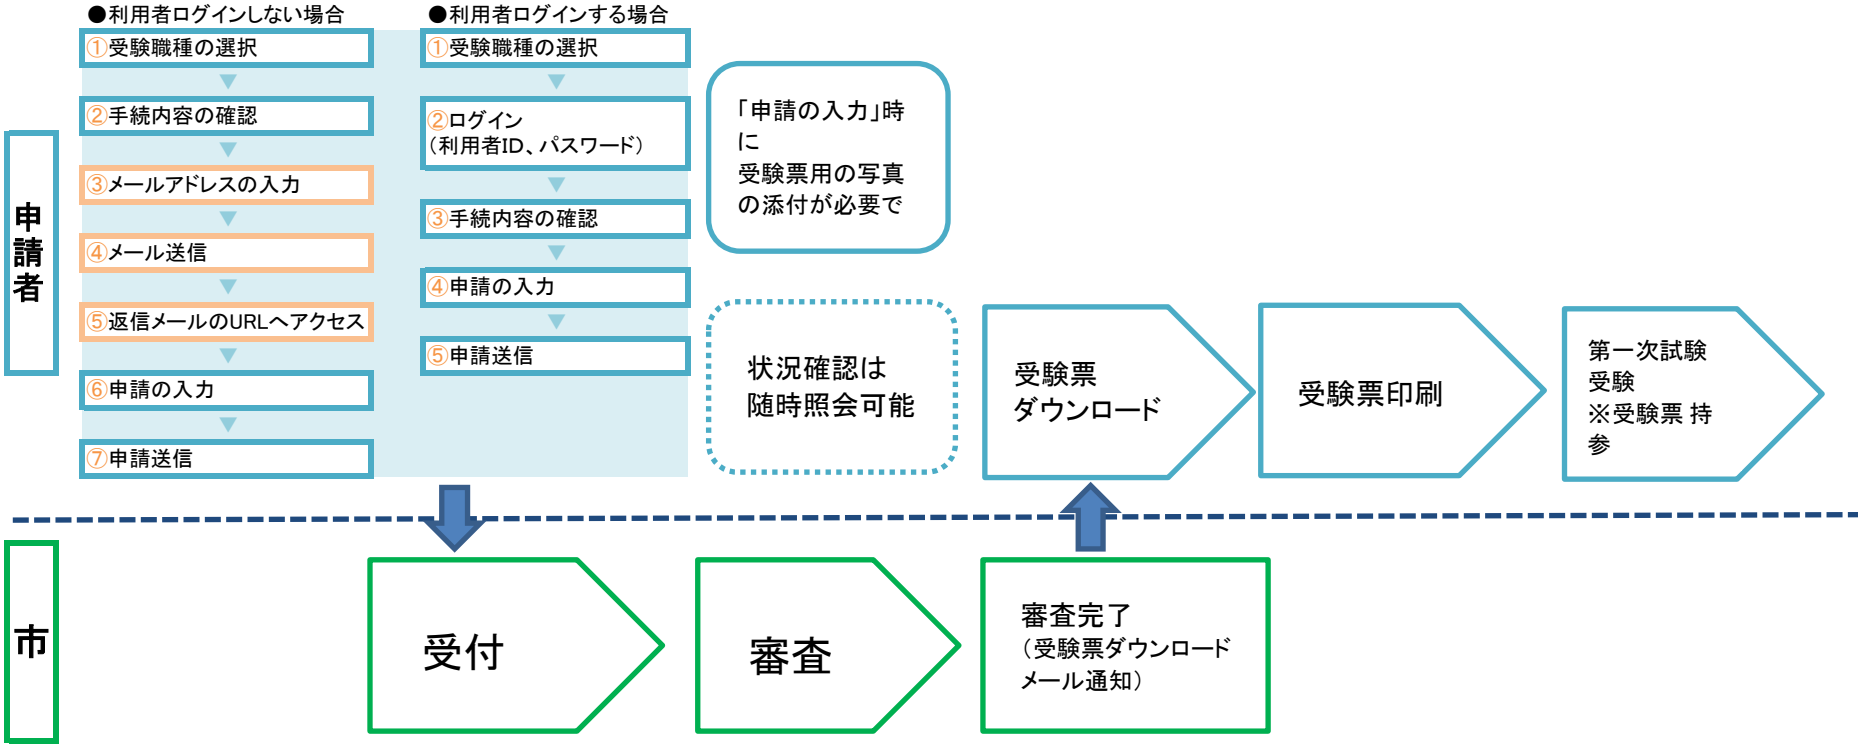 ●利用者ログインしない場合
①受験職種の選択
②手続内容の確認
③メールアドレスの入力
④メール送信
⑤返信メールのURLへアクセス
⑥申請の入力
⑦申請送信
●利用者ログインする場合
①受験職種の選択
②ログイン
（利用者ID、パスワード）
③手続内容の確認
④申請の入力
⑤申請送信
「申請の入力」時
に
受験票用の写真
の添付が必要で
申請者
状況確認は
随時照会可能
受験票
ダウンロード
受験票印刷
第一次試験
受験
※受験票 持
参
市
受付
審査
審査完了
（受験票ダウンロード
メール通知）